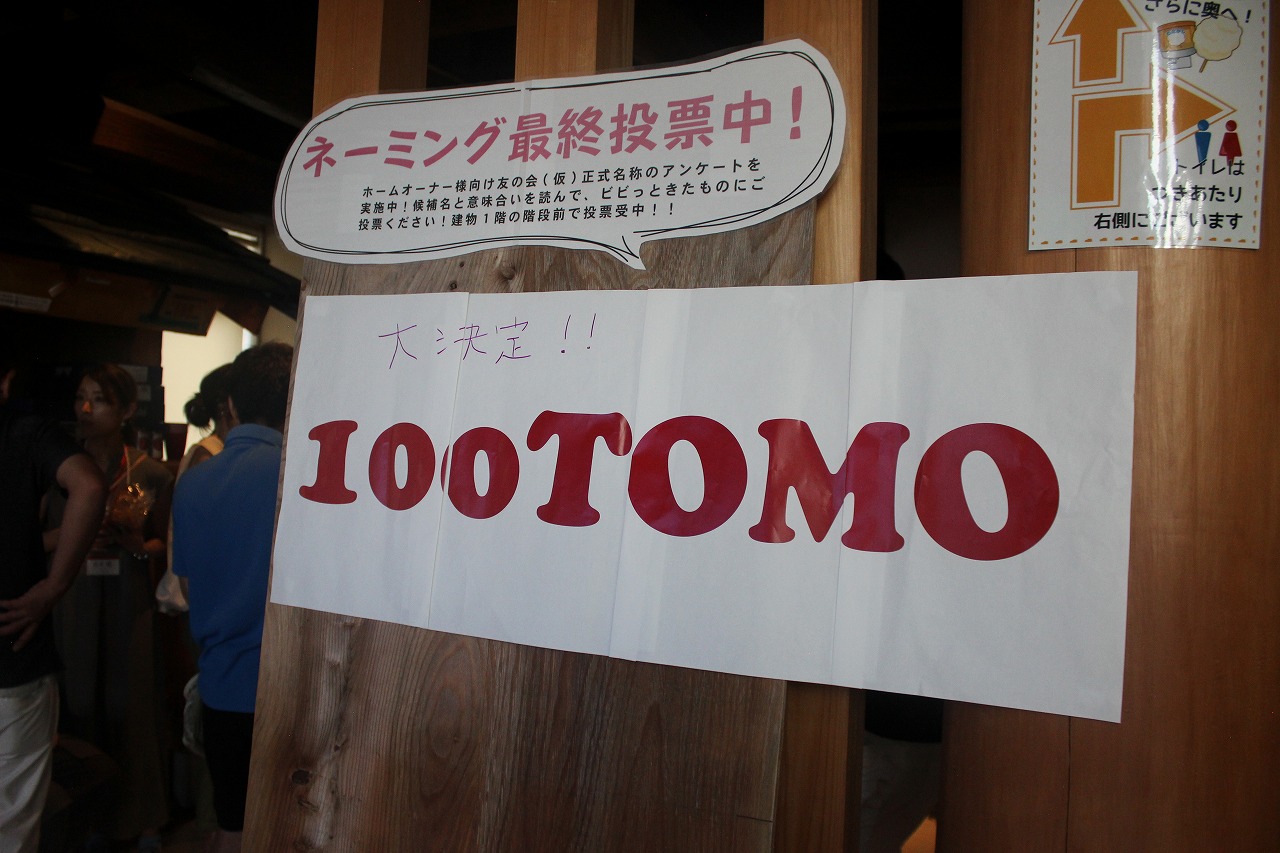 ネーミング最終投票中!
ホームオーナー様向け友の会(仮)正式名称のアンケートを
実施中!候補名と意味合いを読んで、ビビっときたものにご
投票ください!建物1階の階段前で投票受中!!
大決定!!
100TOMO
さらに奥へ!
トイレは
つきあたり
右側にございます